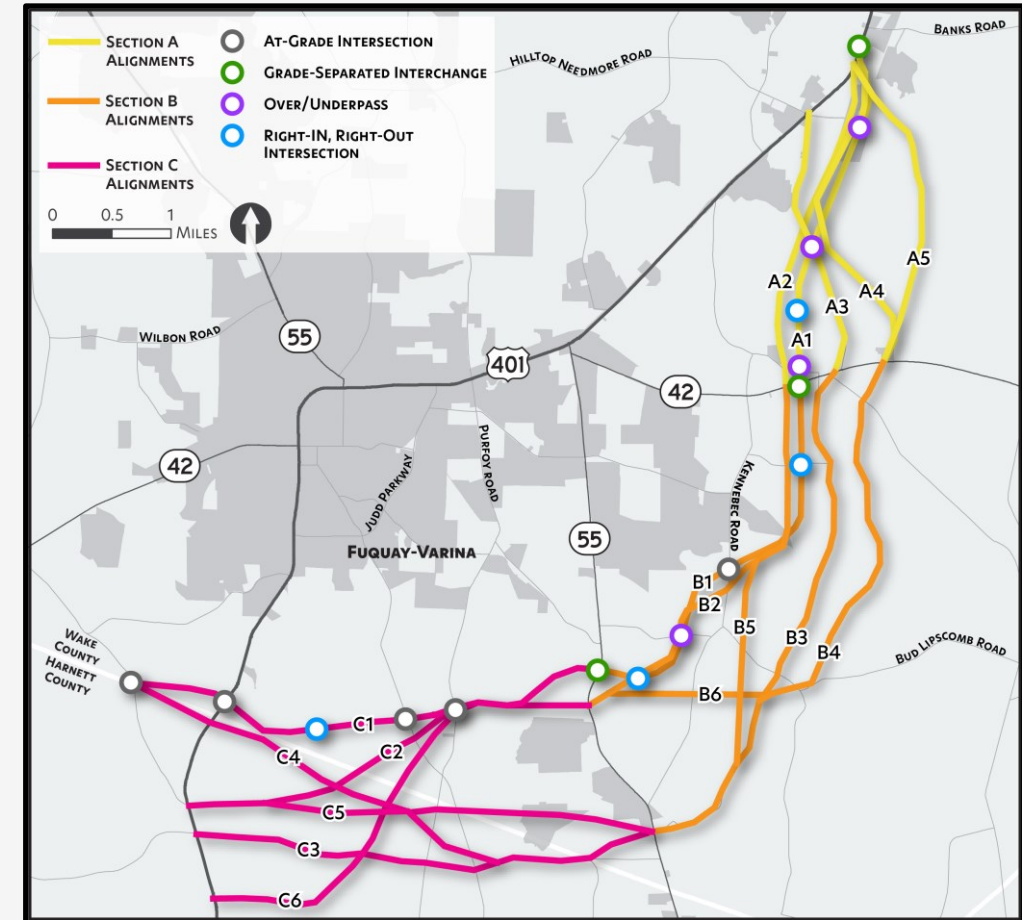 SECTION A
ALIGNMENTS
SECTION B
ALIGNMENTS
SECTION C
ALIGNMENTS
AT-GRADE INTERSECTION
GRADE-SEPARATED INTERCHANGE
OVER/UNDERPASS
RIGHT-IN, RIGHT-OUT
INTERSECTION
0 0.5 1
MILES
BANKS ROAD
HILLTOP NEEDMORE ROAD
A5
A2
A4
A3
WILBON ROAD
55
A1
401
42
PURFOY ROAD
42
JUDD PARKWAY
KENNEBEC ROAD
55
FUQUAY-VARINA
B1
B2
B5
B3
B4
BUD LIPSCOMB ROAD
WAKE
COUNTY
HARNETT
COUNTY
B6
C1
C2
C4
C5
C3
C6